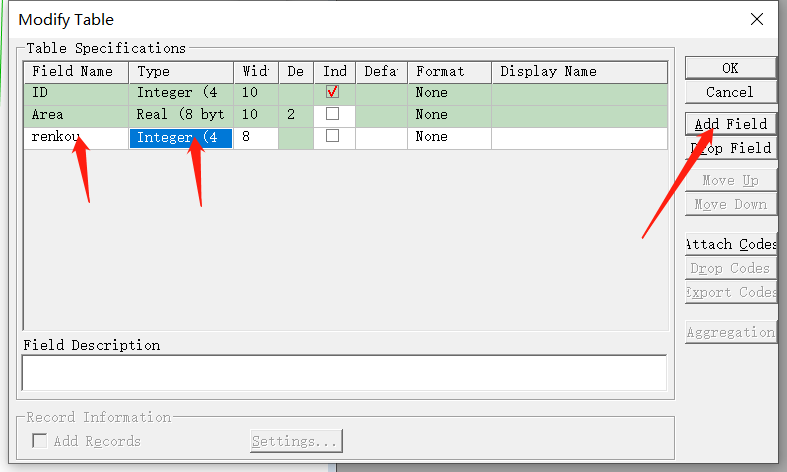 Modify Table
Table Specifications
Field Name Type Wid De Ind Defa Format Display Name
ID Integer (4 10 None
Area Real (8 byt 10 2 None
renkou Integer (4 8 None
OK
Cancel
Add Field
Drop Field
Move Up
Move Down
Attach Codes
Drop Codes
Export Codes
Aggregation
Field Description
Record Information
Add Records Settings...